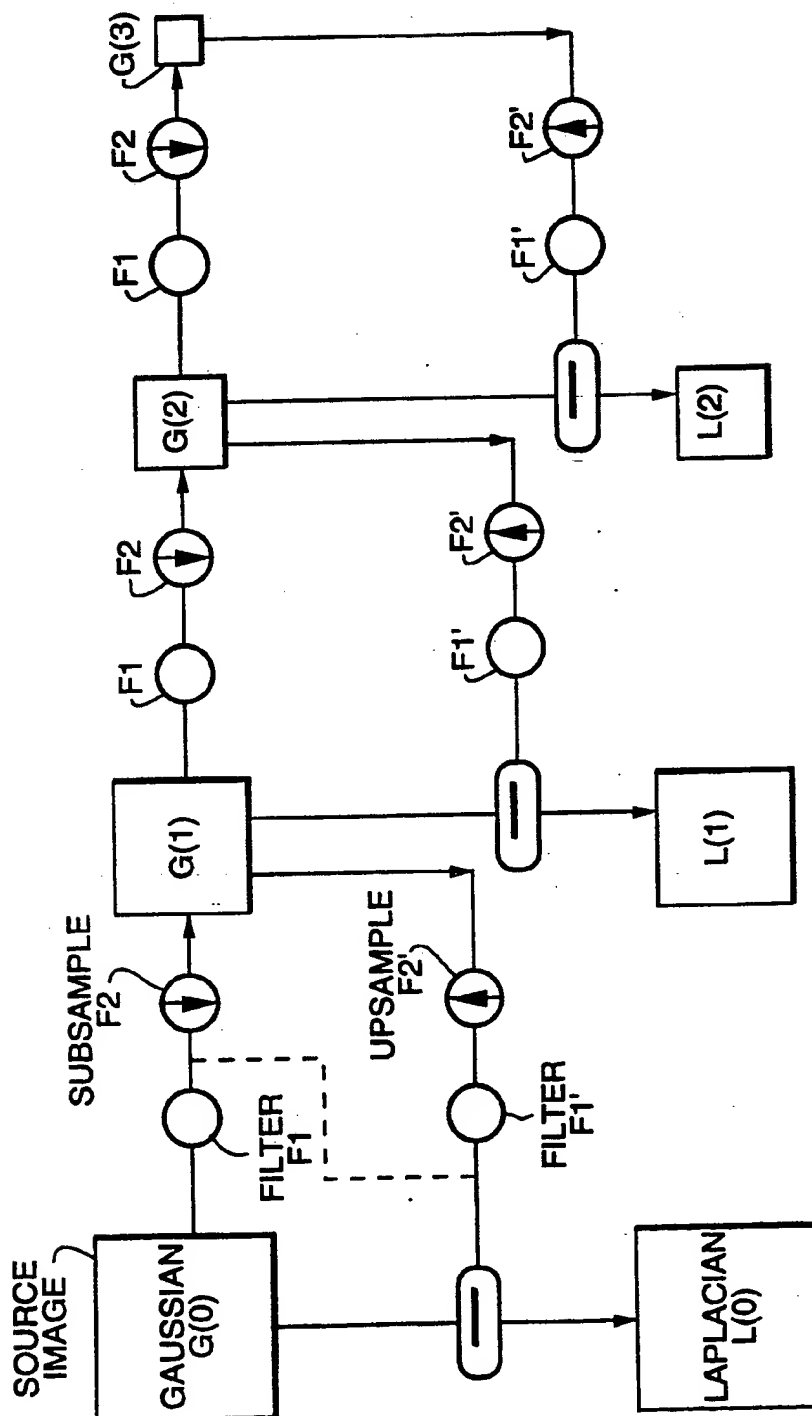 SOURCE
IMAGE
GAUSSIAN
G(0)
FILTER
F1
SUBSAMPLE
F2
G(1)
F1
F2
G(2)
F1
F2
G(3)
FILTER
F1'
UPSAMPLE
F2'
F1'
F2'
F1'
F2'
LAPLACIAN
L(0)
L(1)
L(2)